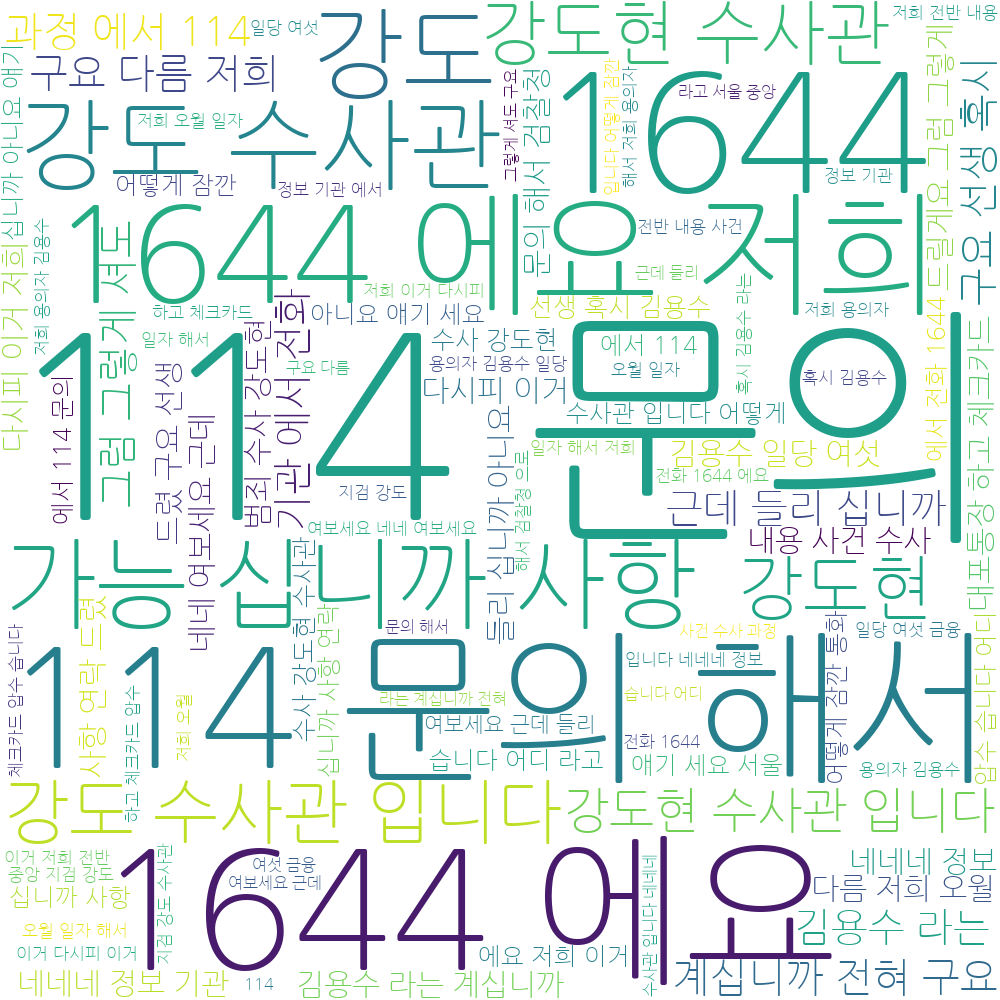 과정 에서 114
일당 여섯
강도
강도현 수사관
저희 전반 내용
구요 다름 저희
강도 수사관
1644
라고 서울 중앙
저희 오월 일자
어떻게 잠깐
정보 기관 에서
그렇게 셔도 구요
문의 해서 검찰청
입니다 어떻게 잠깐
해서 저희 용의자
정보 기관
드릴게요 그럼 그렇게
구요 선생 혹시
십니까 아니요 얘기
1644 에요 저희
전반 내용 사건
근데 들리
다시피 이거 저희
저희 용의자 김용수
그럼 그렇게 셔도
하고 체크카드
저희 이거 다시피
선생 혹시 김용수
혹시 김용수 라는
저희 용의자
일자 해서
기관 에서 전화
아니요 얘기 세요
수사 강도현
에서 114
범죄 수사 강도현
구요 다름
용의자 김용수 일당
오월 일자
혹시 김용수
다시피 이거
114 문의
수사관 입니다 어떻게
에서 114 문의
드렸 구요 선생
네네 여보세요 근데
일자 해서 저희
김용수 일당 여섯
에서 전화 1644
지검 강도
전화 1644 에요
근데 들리 십니까
들리 십니까 아니요
해서 검찰청 으로
여보세요 네네 여보세요
내용 사건 수사
대포통장 하고 체크카드
가능 십니까 사항
수사 강도현 수사관
강도현
체크카드 압수 습니다
사항 연락 드렸
십니까 사항 연락
문의 해서
사건 수사 과정
일당 여섯 금융
114 문의 해서
입니다 네네네 정보
어떻게 잠깐 통화
압수 습니다 어디
하고 체크카드 압수
저희 오월
라는 계십니까 전혀
습니다 어디
여보세요 근데 들리
전화 1644
습니다 어디 라고
얘기 세요 서울
용의자 김용수
강도 수사관 입니다
강도현 수사관 입니다
이거 저희 전반
중앙 지검 강도
지검 강도 수사관
1644 에요
여섯 금융
여보세요 근데
수사관 입니다 네네네
네네네 정보
십니까 사항
다름 저희 오월
오월 일자 해서
김용수 라는
이거 다시피 이거
에요 저희 이거
네네네 정보 기관
114
김용수 라는 계십니까
계십니까 전혀 구요